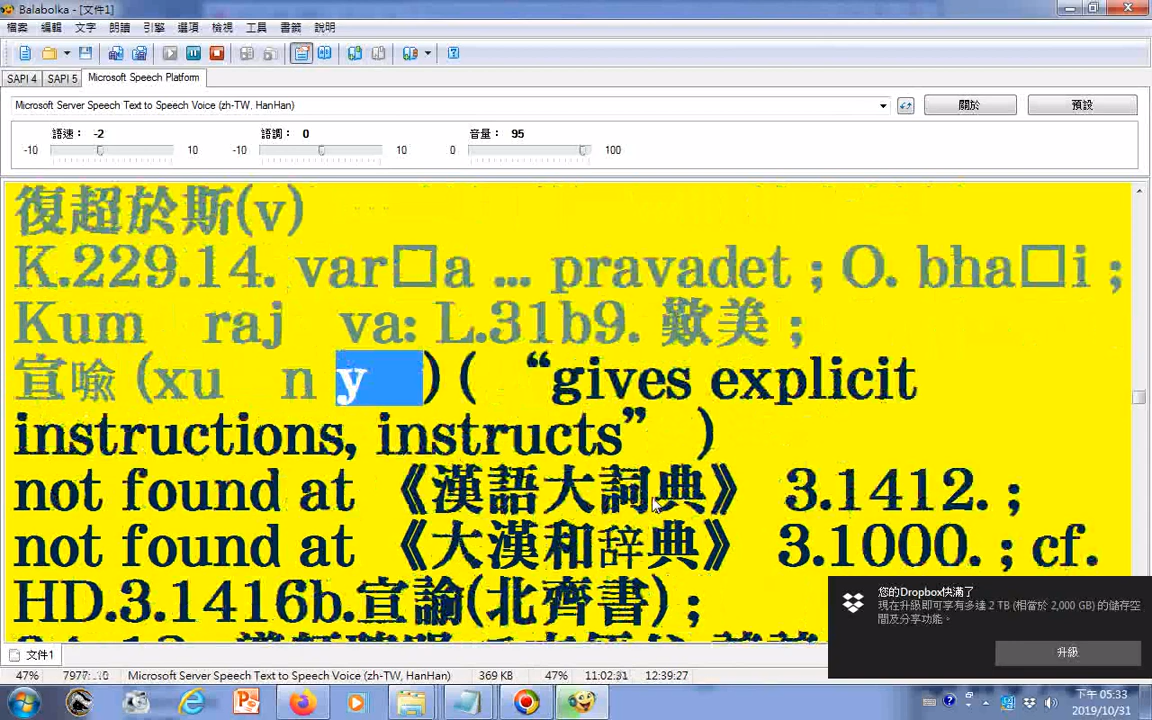 Balabolka - [文件1]
檔案 編輯 文字 朗讀 引擎 選項 檢視 工具 書籤 說明
SAPI 4 SAPI 5 Microsoft Speech Platform
Microsoft Server Speech Text to Speech Voice (zh-TW, HanHan)
關於 預設
語速： -2 語調： 0 音量： 95
-10 10 -10 10 0 100
復超於斯(v)
K.229.14. var□a ... pravadet ; O. bha□i ;
Kum raj va: L.31b9. 歎美 ;
宣喩 (xu n y )( “gives explicit
instructions, instructs” )
not found at 《漢語大詞典》 3.1412. ;
not found at 《大漢和辞典》 3.1000. ; cf.
HD.3.1416b.宣諭(北齊書) ;
您的Dropbox快滿了
現在升級即可享有多達 2 TB (相當於 2,000 GB) 的儲存空
間及分享功能。
升級
文件1
47% Microsoft Server Speech Text to Speech Voice (zh-TW, HanHan) 369 KB 47% 11:02:31 12:39:27
下午 05:33
2019/10/31